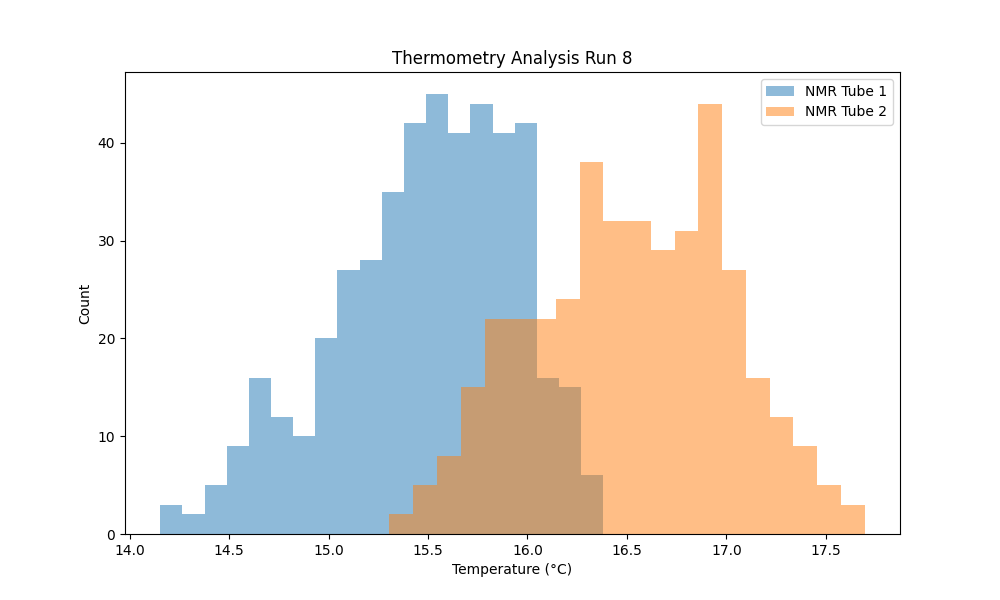 Thermometry Analysis Run 8
NMR Tube 1
NMR Tube 2
Count
40
30
20
10
0
14.0 14.5 15.0 15.5 16.0 16.5 17.0 17.5
Temperature (°C)